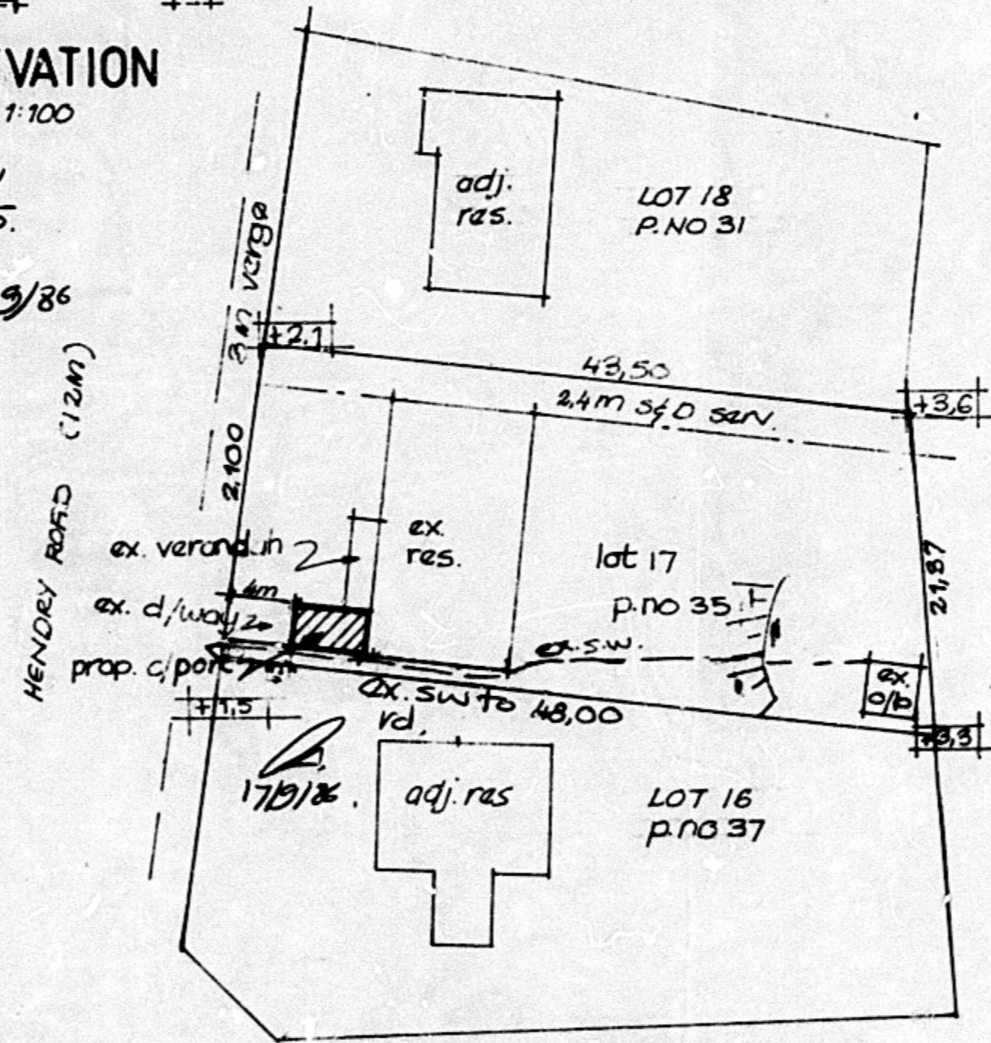 VATION
1:100
9/86
adj.
res.
LOT 18
P.NO 31
3M verge
+2.1
43,50
2,4m S&D serv.
+3,6
HENDRY ROAD (12M)
2,100
ex. verandah
ex.
res.
lot 17
p.no 35
21,37
4m
ex. d/way
ex.s.w.
prop. c/port
ex.
ex. sw to 48,00
rd.
+1,5
+3,3
17/9/86.
adj. res
LOT 16
p.no 37